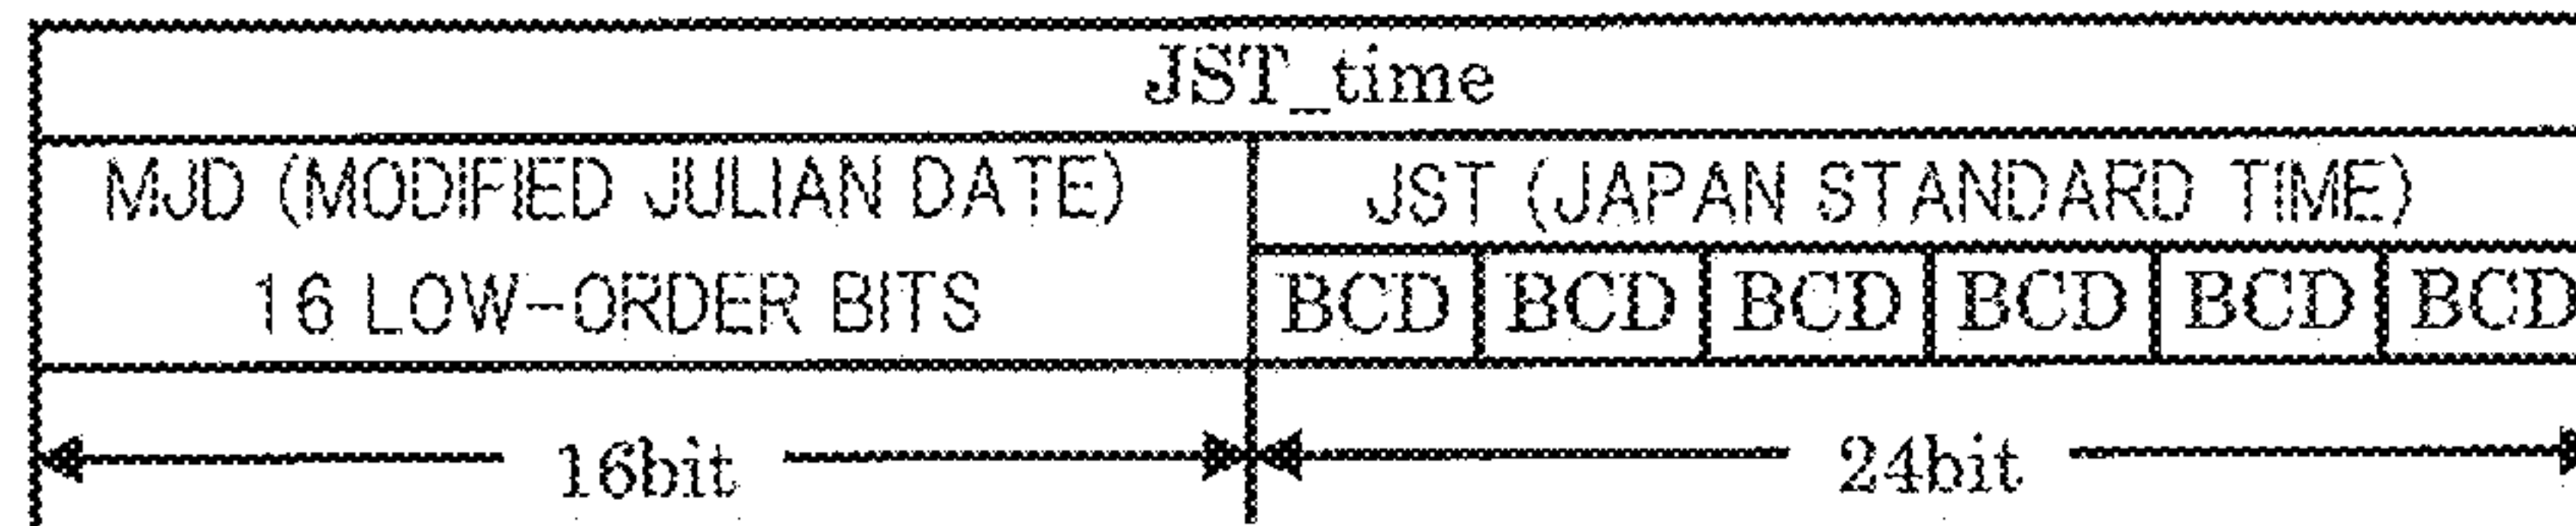 JST_time
MJD (MODIFIED JULIAN DATE) JST (JAPAN STANDARD TIME)
16 LOW-ORDER BITS BCD BCD BCD BCD BCD BCD
16bit 24bit